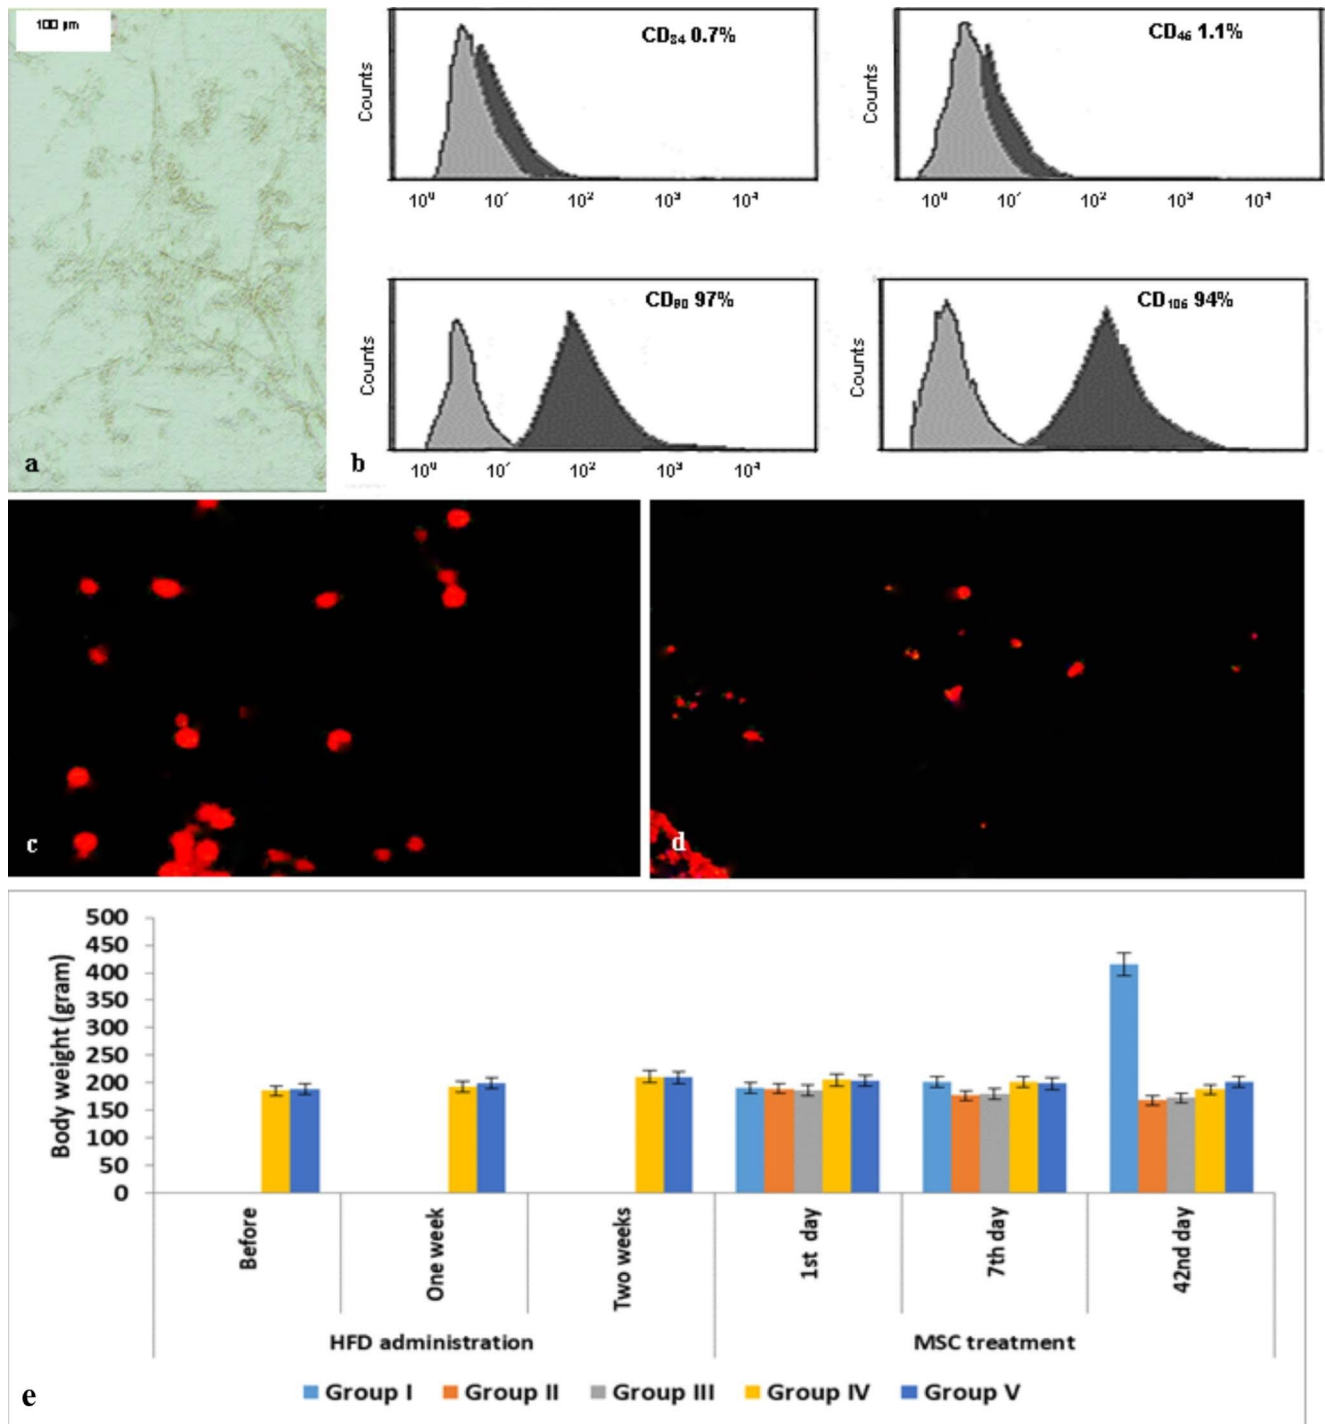 100 µm
CD₃₄ 0.7%
Counts
10⁰ 10¹ 10² 10³ 10⁴
CD₄₆ 1.1%
Counts
10⁰ 10¹ 10² 10³ 10⁴
CD₉₀ 97%
Counts
10⁰ 10¹ 10² 10³ 10⁴
CD₁₀₆ 94%
Counts
a
b
c
d
500
450
400
350
300
250
200
150
100
50
0
Body weight (gram)
Before
One week
Two weeks
1st day
7th day
42nd day
HFD administration
MSC treatment
Group I
Group II
Group III
Group IV
Group V
e